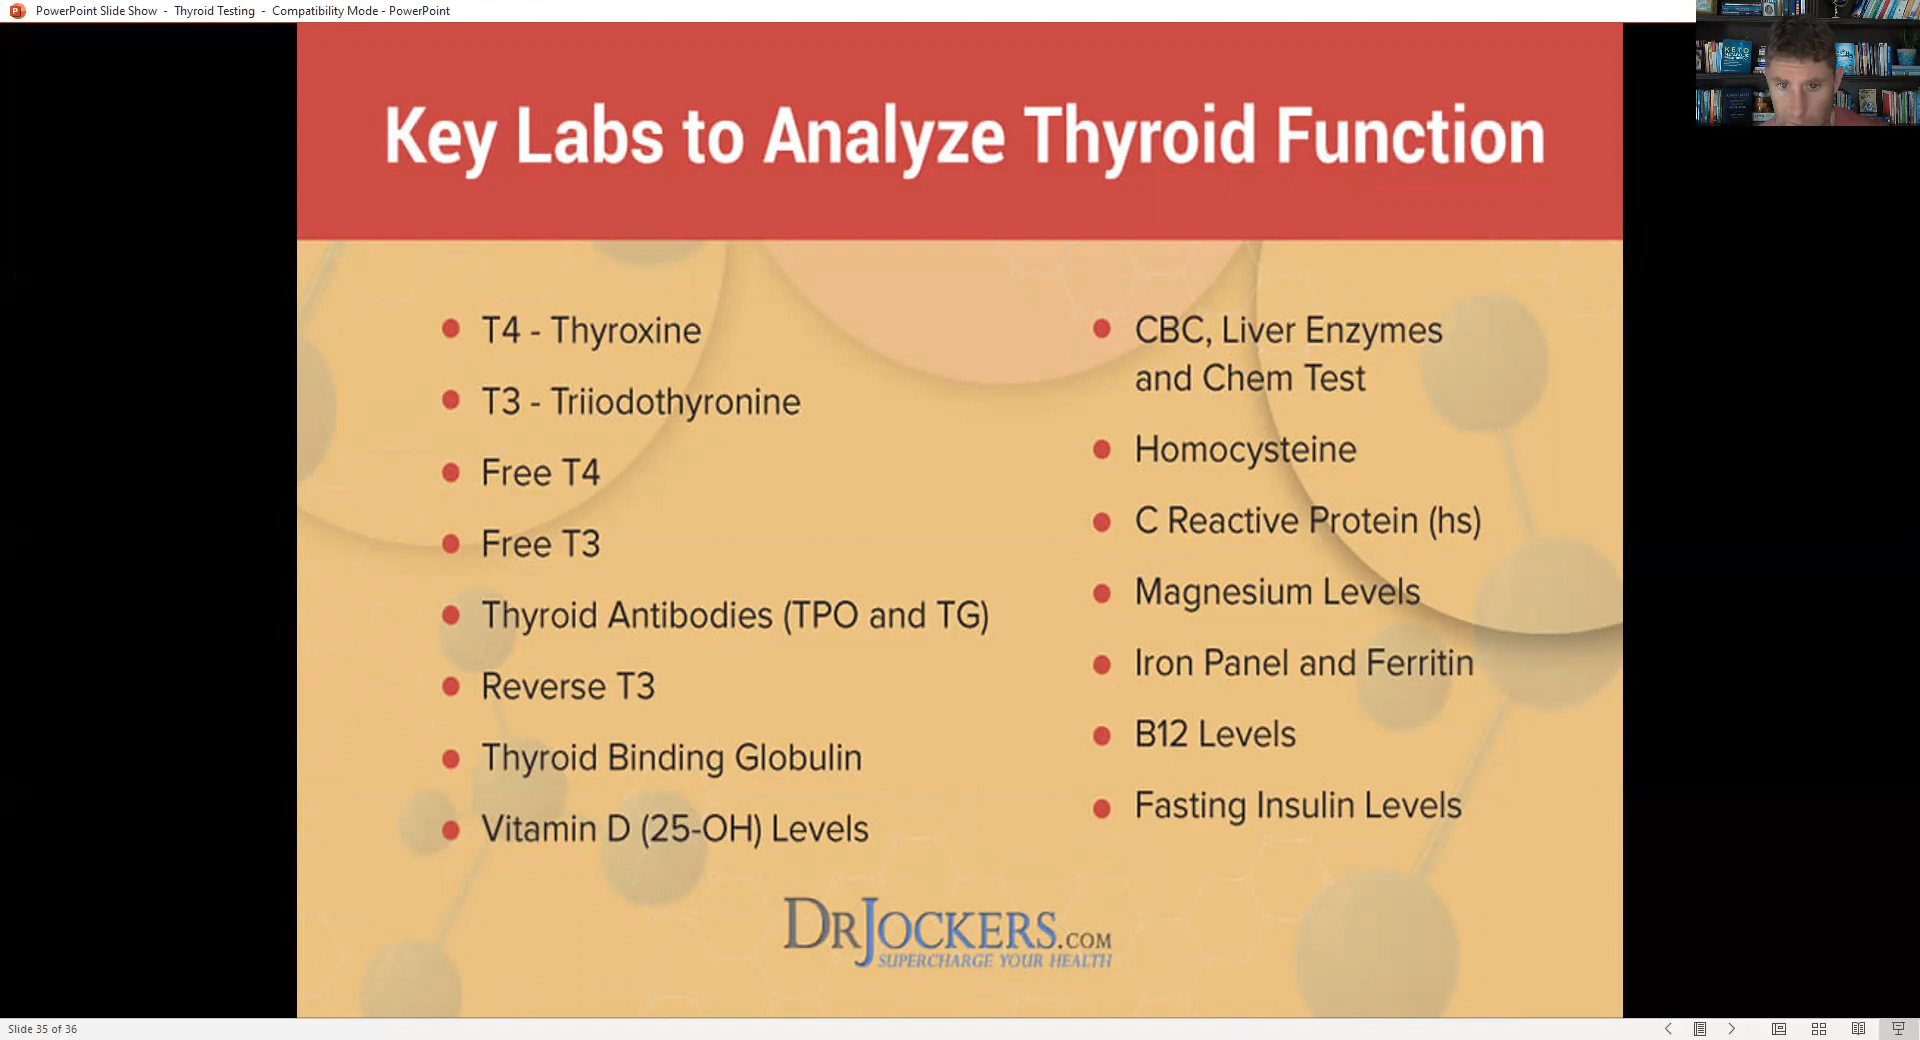 PowerPoint Slide Show - Thyroid Testing - Compatibility Mode - PowerPoint
KETO
Key Labs to Analyze Thyroid Function
T4 - Thyroxine
T3 - Triiodothyronine
Free T4
Free T3
Thyroid Antibodies (TPO and TG)
Reverse T3
Thyroid Binding Globulin
Vitamin D (25-OH) Levels
CBC, Liver Enzymes
and Chem Test
Homocysteine
C Reactive Protein (hs)
Magnesium Levels
Iron Panel and Ferritin
B12 Levels
Fasting Insulin Levels
DRJOCKERS.COM
SUPERCHARGE YOUR HEALTH
Slide 35 of 36